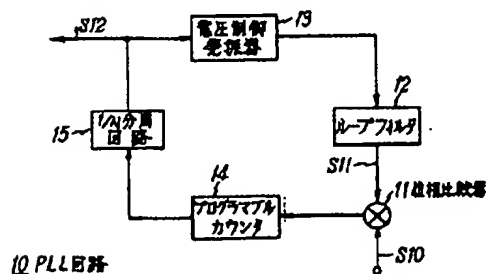 S12
電圧制御
発振器
13
12
ループフィルタ
1/N分周
回路
15
S11
14
プログラマブル
カウンタ
11位相比較器
S10
10 PLL回路